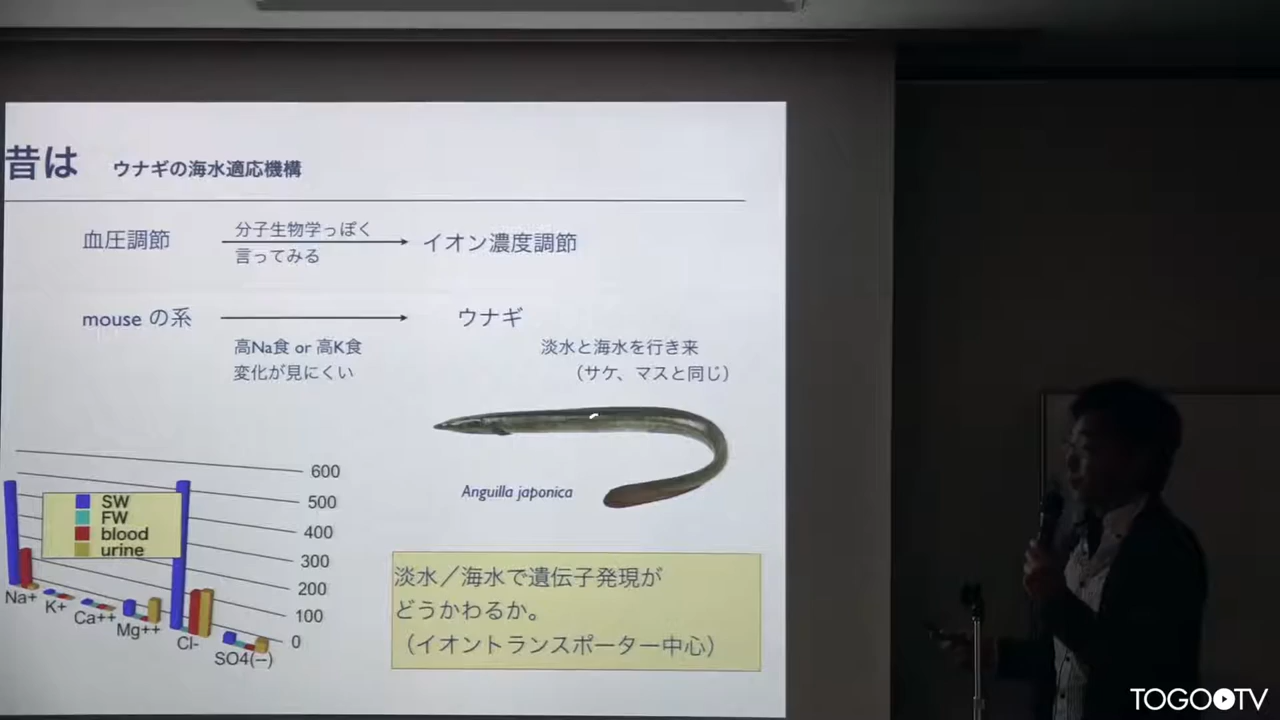 昔は ウナギの海水適応機構
血圧調節
分子生物学っぽく
言ってみる
イオン濃度調節
mouse の系
高Na食 or 高K食
変化が見にくい
ウナギ
淡水と海水を行き来
（サケ、マスと同じ）
Anguilla japonica
SW
FW
blood
urine
600
500
400
300
200
100
0
Na+
K+
Ca++
Mg++
Cl-
SO4(--)
淡水／海水で遺伝子発現が
どうかわるか。
（イオントランスポーター中心）
TOGOTV